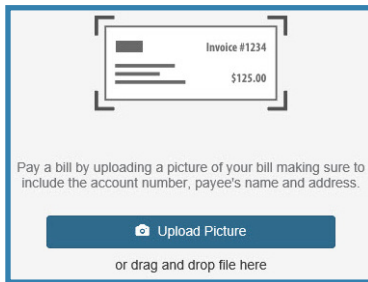 Invoice #1234
$125.00
Pay a bill by uploading a picture of your bill making sure to
include the account number, payee's name and address.
Upload Picture
or drag and drop file here